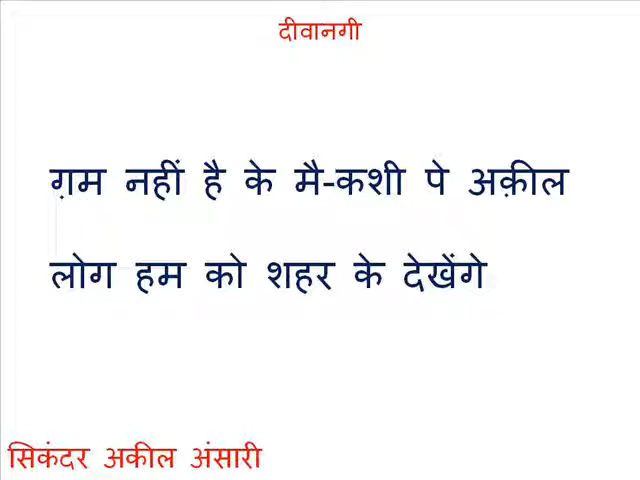 दीवानगी
ग़म नहीं है के मै-कशी पे अक़ील
लोग हम को शहर के देखेंगे
सिकंदर अकील अंसारी